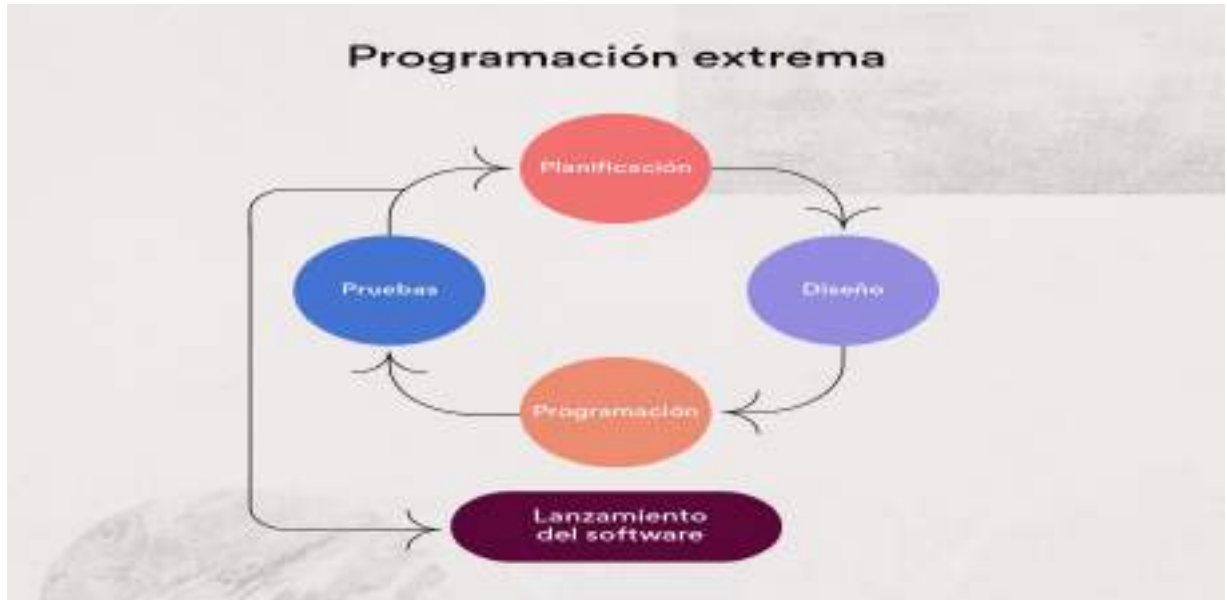 Programación extrema
Planificación
Pruebas
Diseño
Programación
Lanzamiento
del software